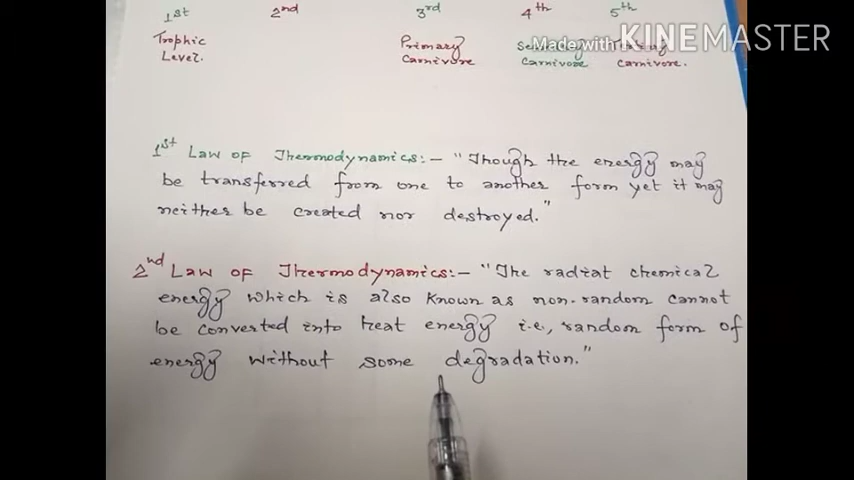 1st 2nd 3rd 4th 5th
Trophic Level. Primary Carnivore Carnivore Carnivore.
Made with KINEMASTER
1st Law of Thermodynamics:- "Though the energy may
be transferred from one to another form yet it may
neither be created nor destroyed."
2nd Law of Thermodynamics:- "The radiat chemical
energy which is also known as non-random cannot
be converted into heat energy i.e., random form of
energy without some degradation."